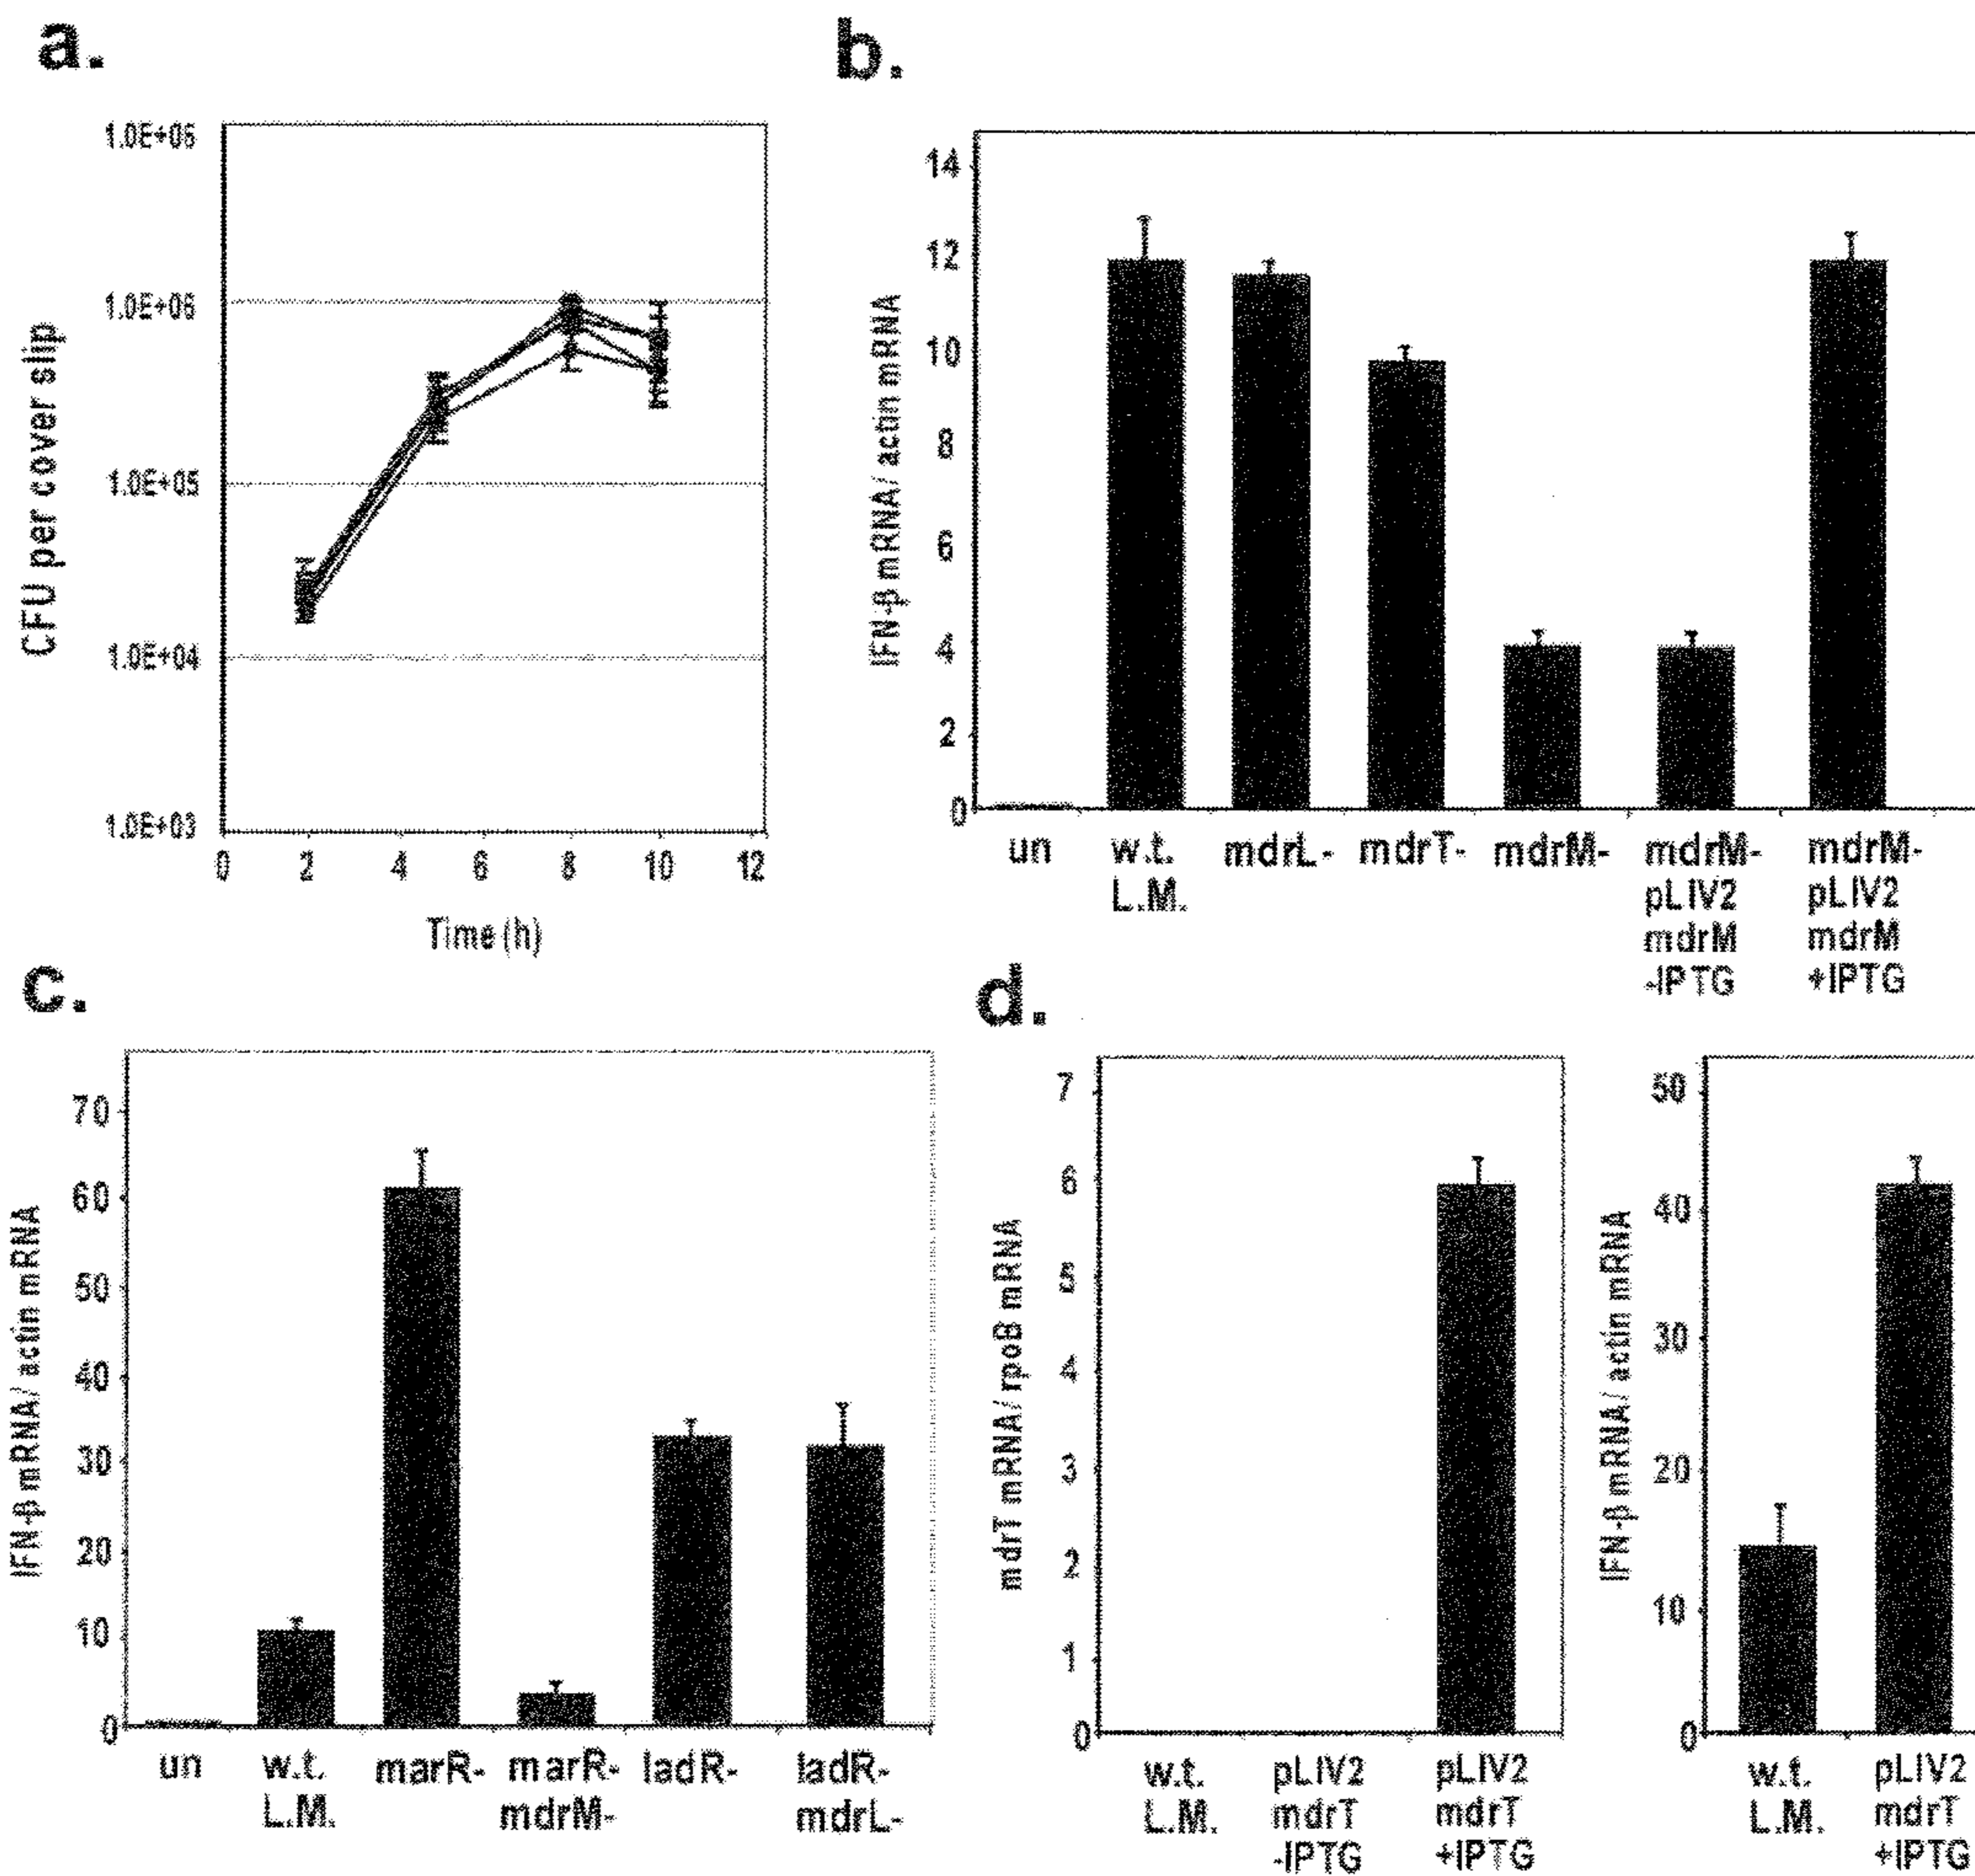 a.
1.0E+06
1.0E+06
1.0E+05
1.0E+04
1.0E+03
CFU per cover slip
0 2 4 6 8 10 12
Time (h)
b.
14
12
10
8
6
4
2
0
IFN-β mRNA/ actin mRNA
un
w.t.
L.M.
mdrL-
mdrT-
mdrM-
mdrM-
pLIV2
mdrM
-IPTG
mdrM-
pLIV2
mdrM
+IPTG
c.
70
60
50
40
30
20
10
0
IFN-β mRNA/ actin mRNA
un
w.t.
L.M.
marR-
marR-
mdrM-
ladR-
ladR-
mdrL-
d.
7
6
5
4
3
2
1
0
mdrT mRNA/ rpoB mRNA
w.t.
L.M.
pLIV2
mdrT
-IPTG
pLIV2
mdrT
+IPTG
50
40
30
20
10
0
IFN-β mRNA/ actin mRNA
w.t.
L.M.
pLIV2
mdrT
+IPTG